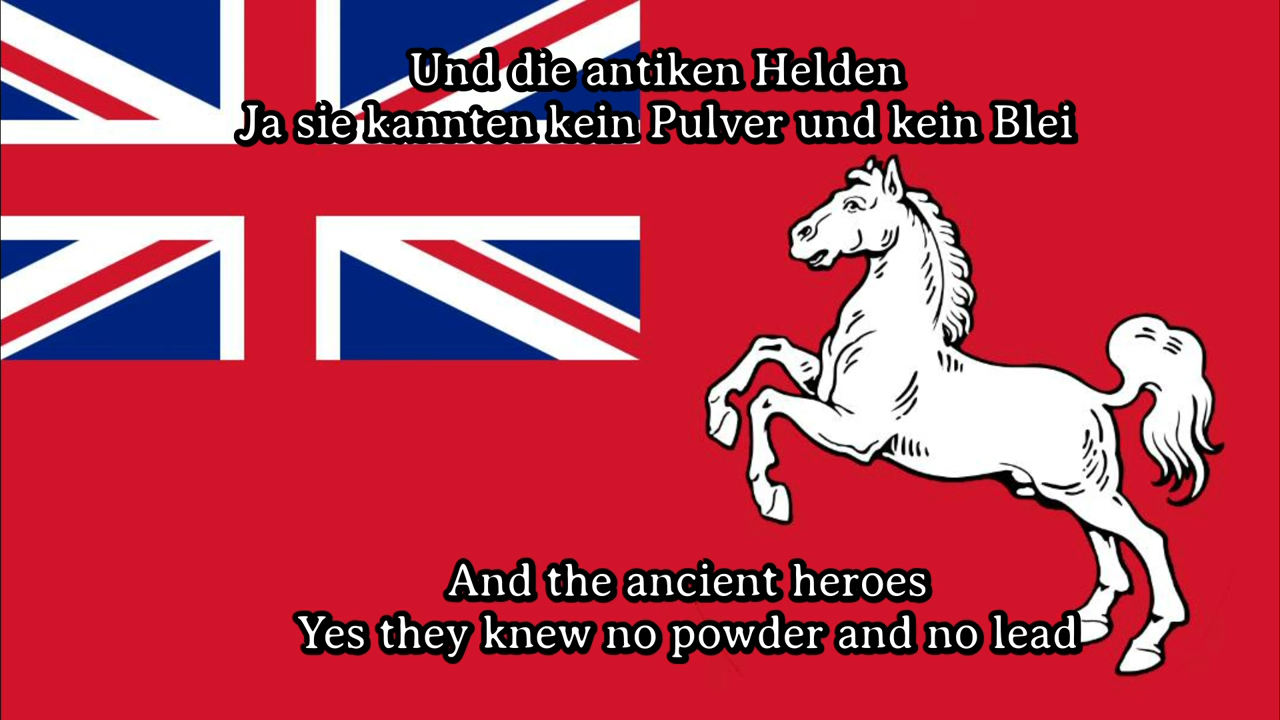 Und die antiken Helden
Ja sie kannten kein Pulver und kein Blei
And the ancient heroes
Yes they knew no powder and no lead